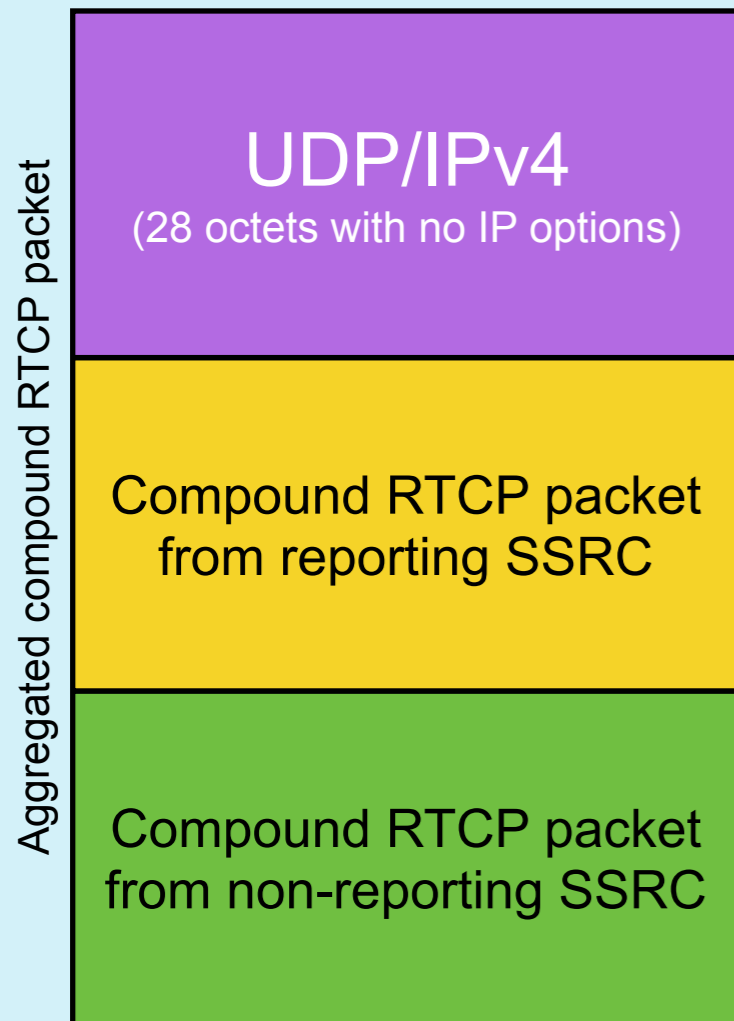 Aggregated compound RTCP packet
UDP/IPv4
(28 octets with no IP options)
Compound RTCP packet
from reporting SSRC
Compound RTCP packet
from non-reporting SSRC